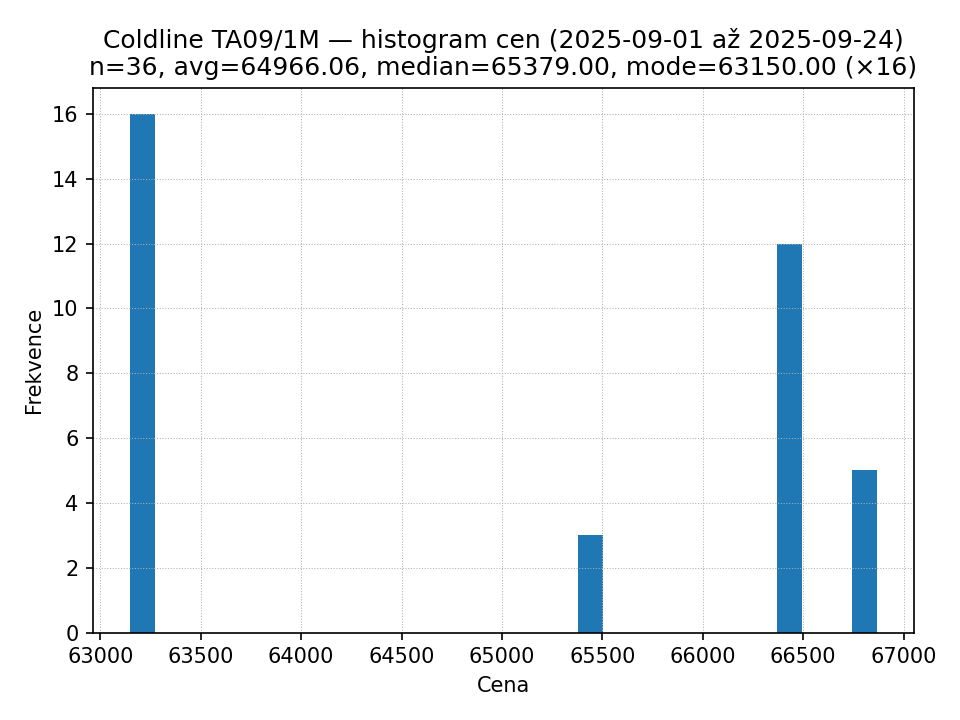 Coldline TA09/1M — histogram cen (2025-09-01 až 2025-09-24)
n=36, avg=64966.06, median=65379.00, mode=63150.00 (×16)
Frekvence
16
14
12
10
8
6
4
2
0
63000 63500 64000 64500 65000 65500 66000 66500 67000
Cena